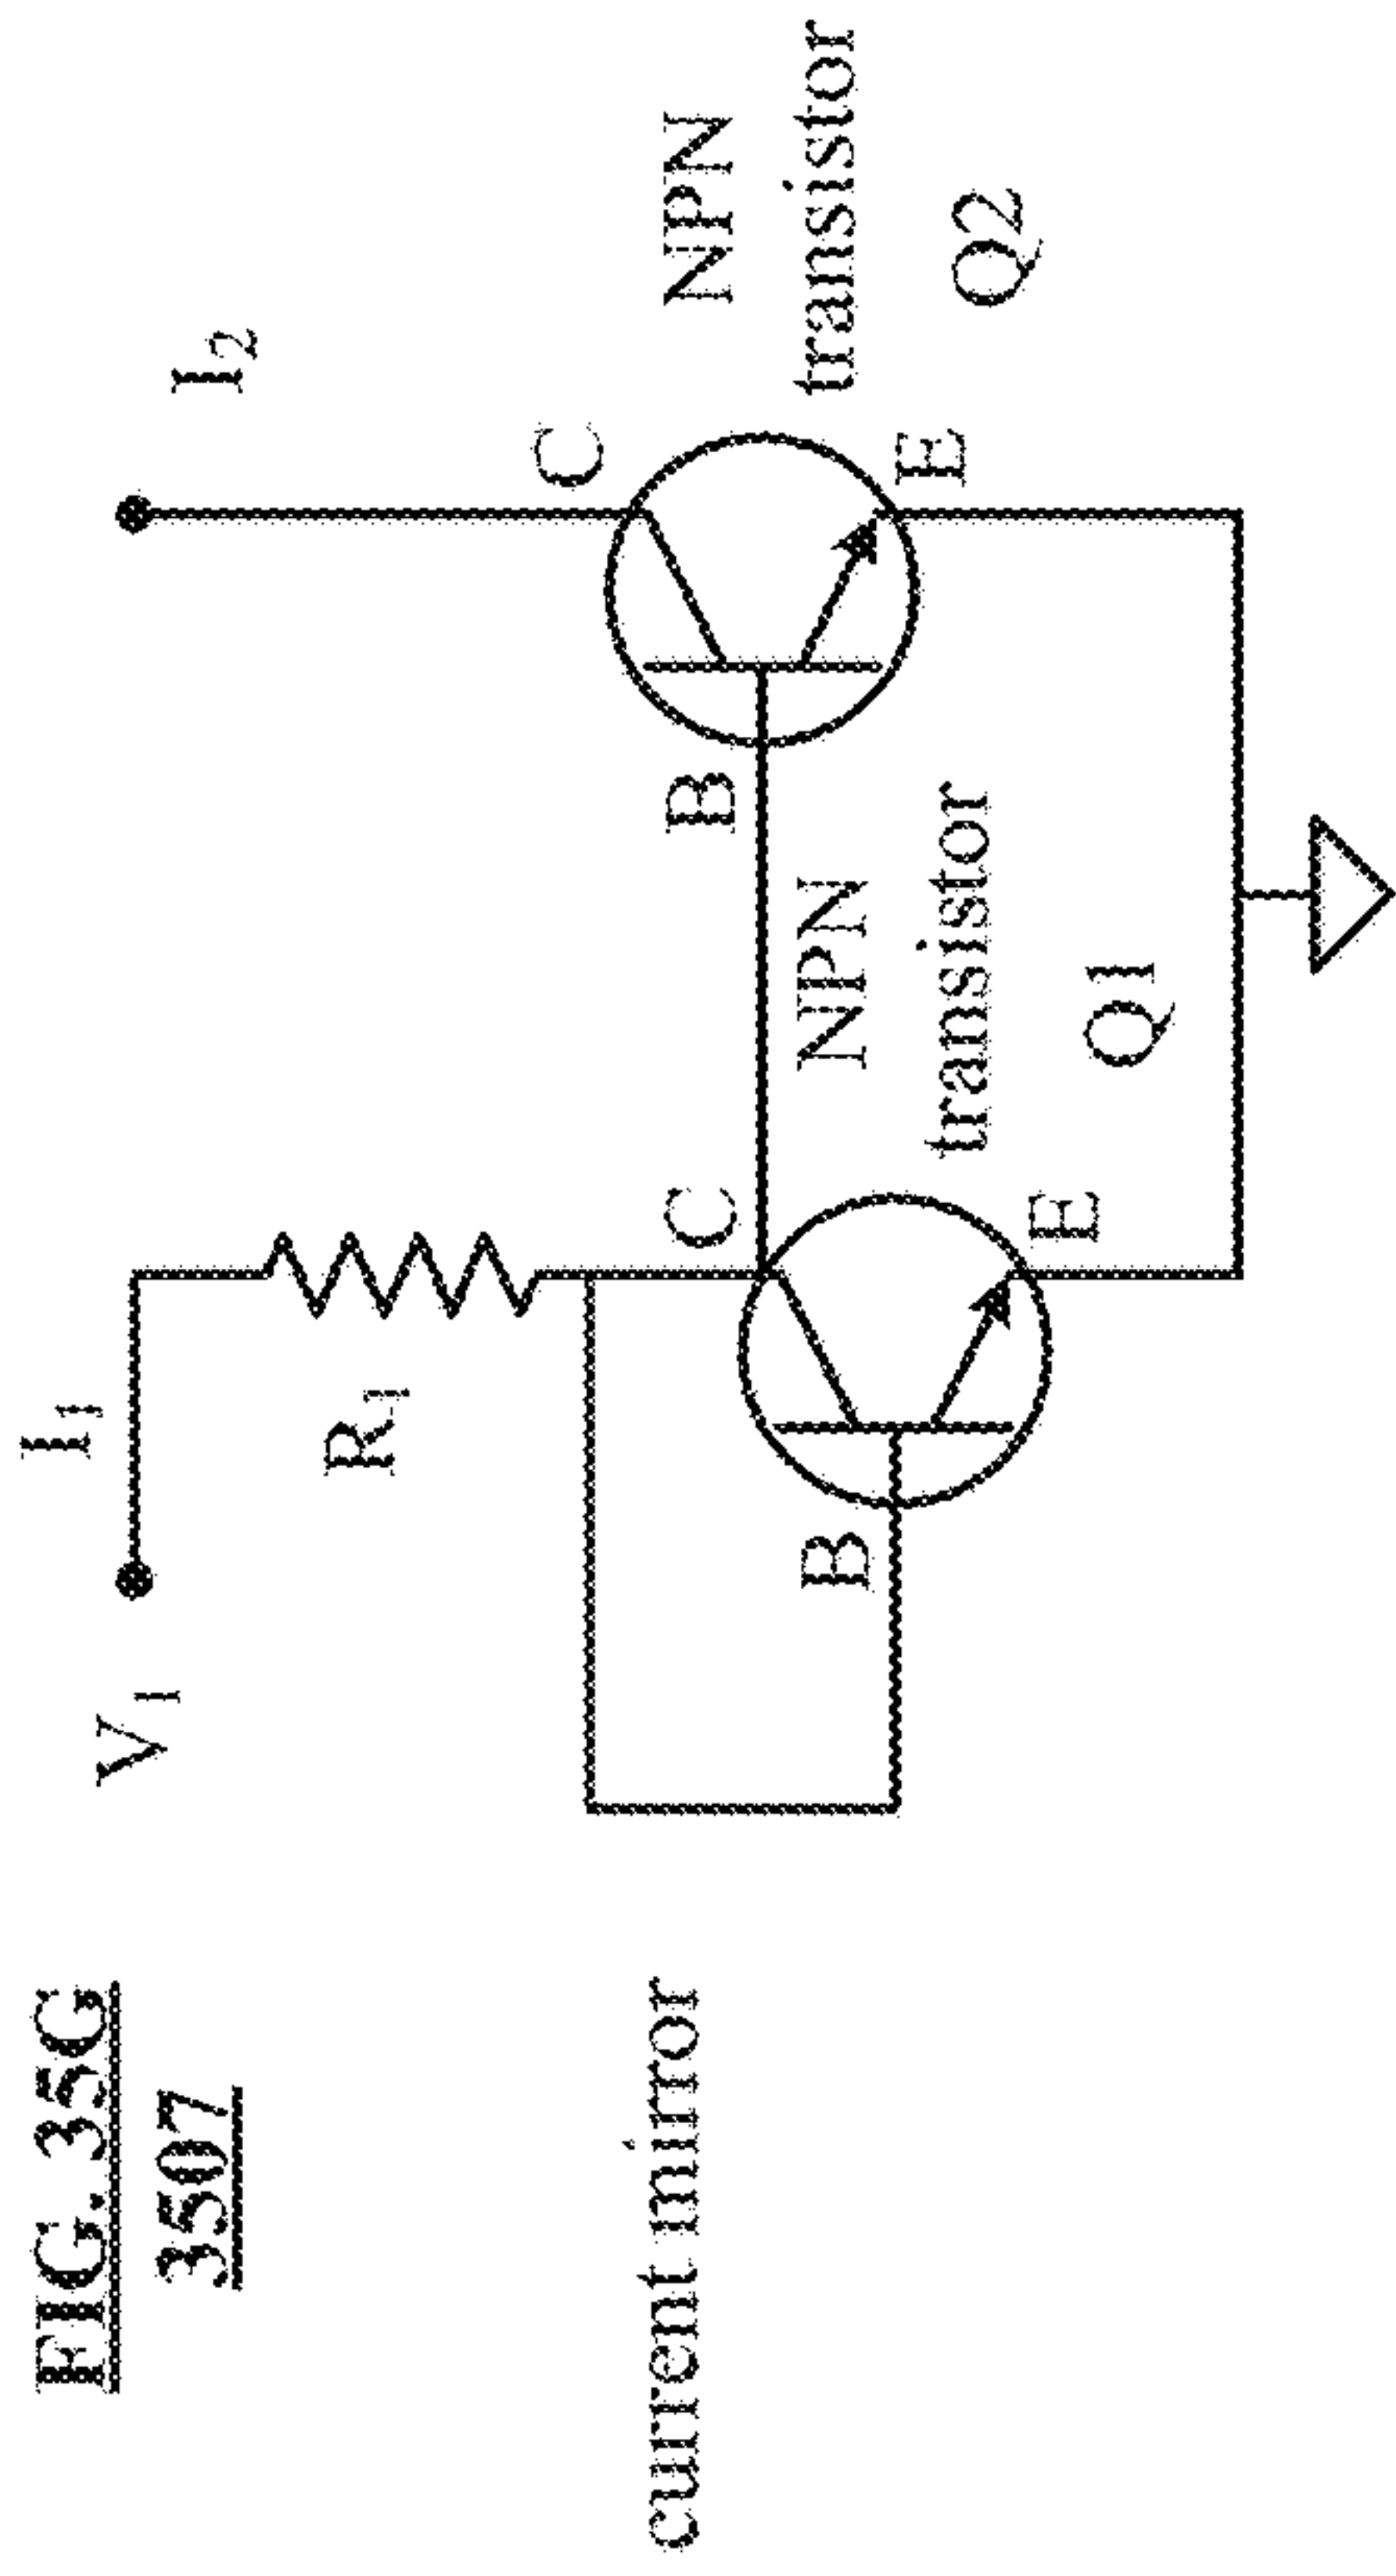 FIG. 35G
3507
current mirror
V1
I1
R1
B
C
E
NPN
transistor
Q1
B
C
E
I2
NPN
transistor
Q2